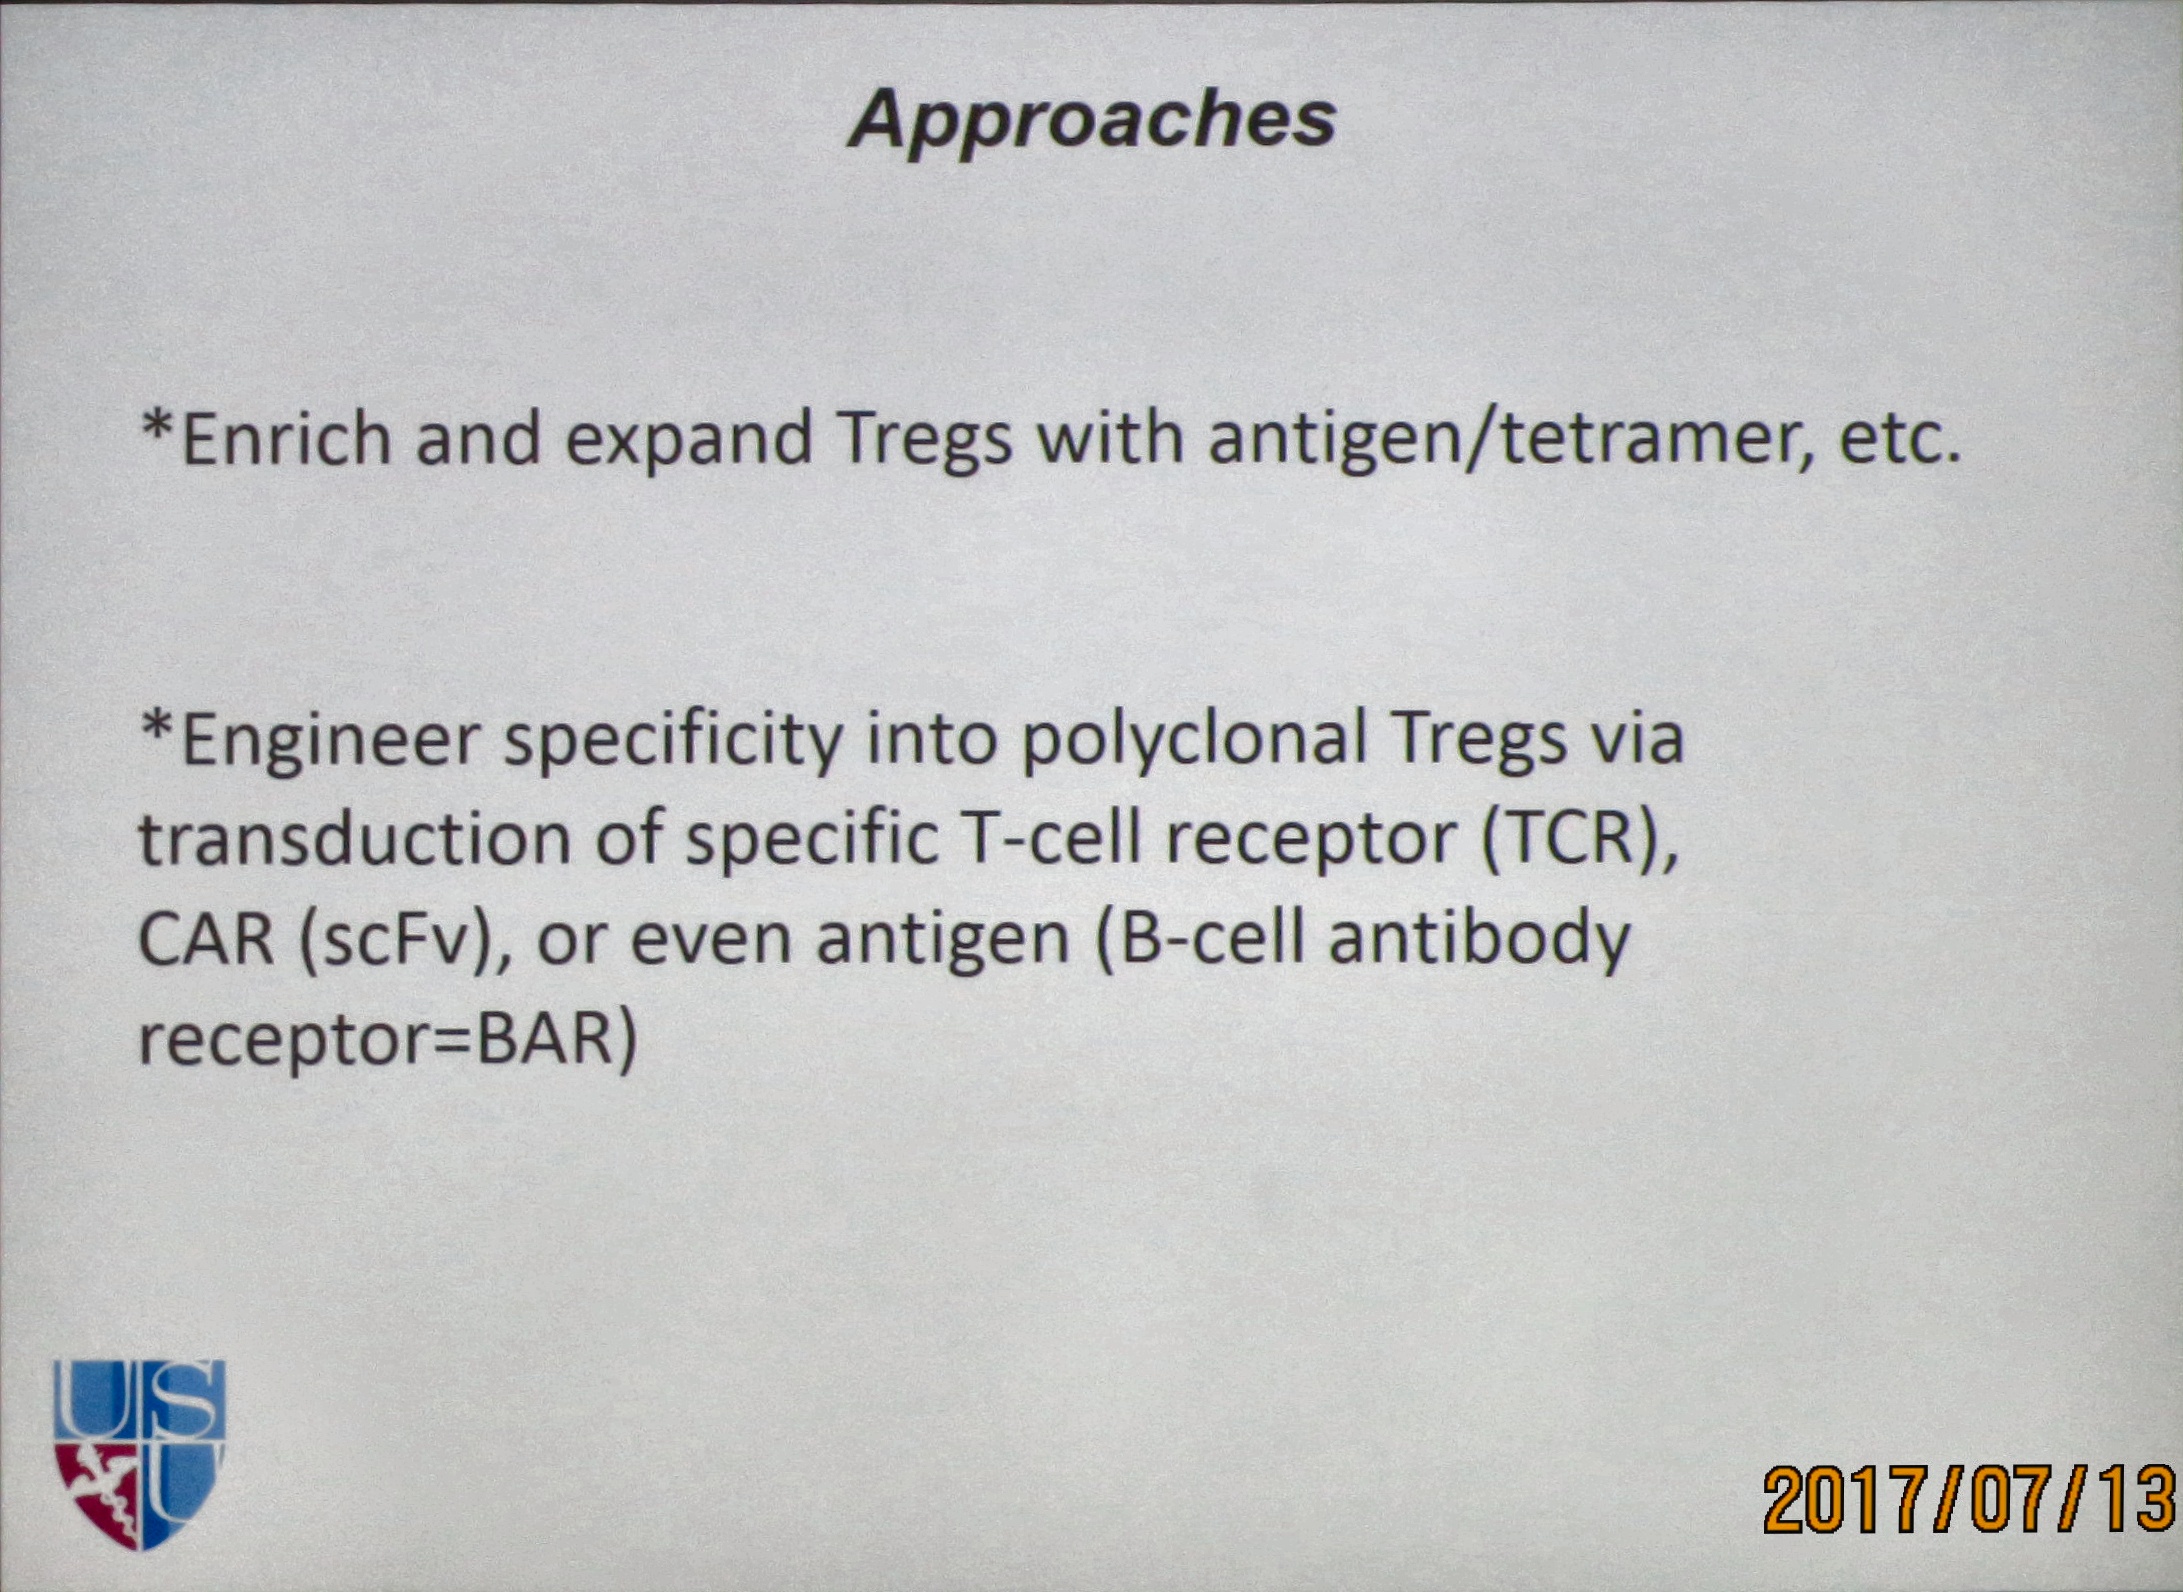 Approaches
*Enrich and expand Tregs with antigen/tetramer, etc.
*Engineer specificity into polyclonal Tregs via
transduction of specific T-cell receptor (TCR),
CAR (scFv), or even antigen (B-cell antibody
receptor=BAR)
US
U
2017/07/13